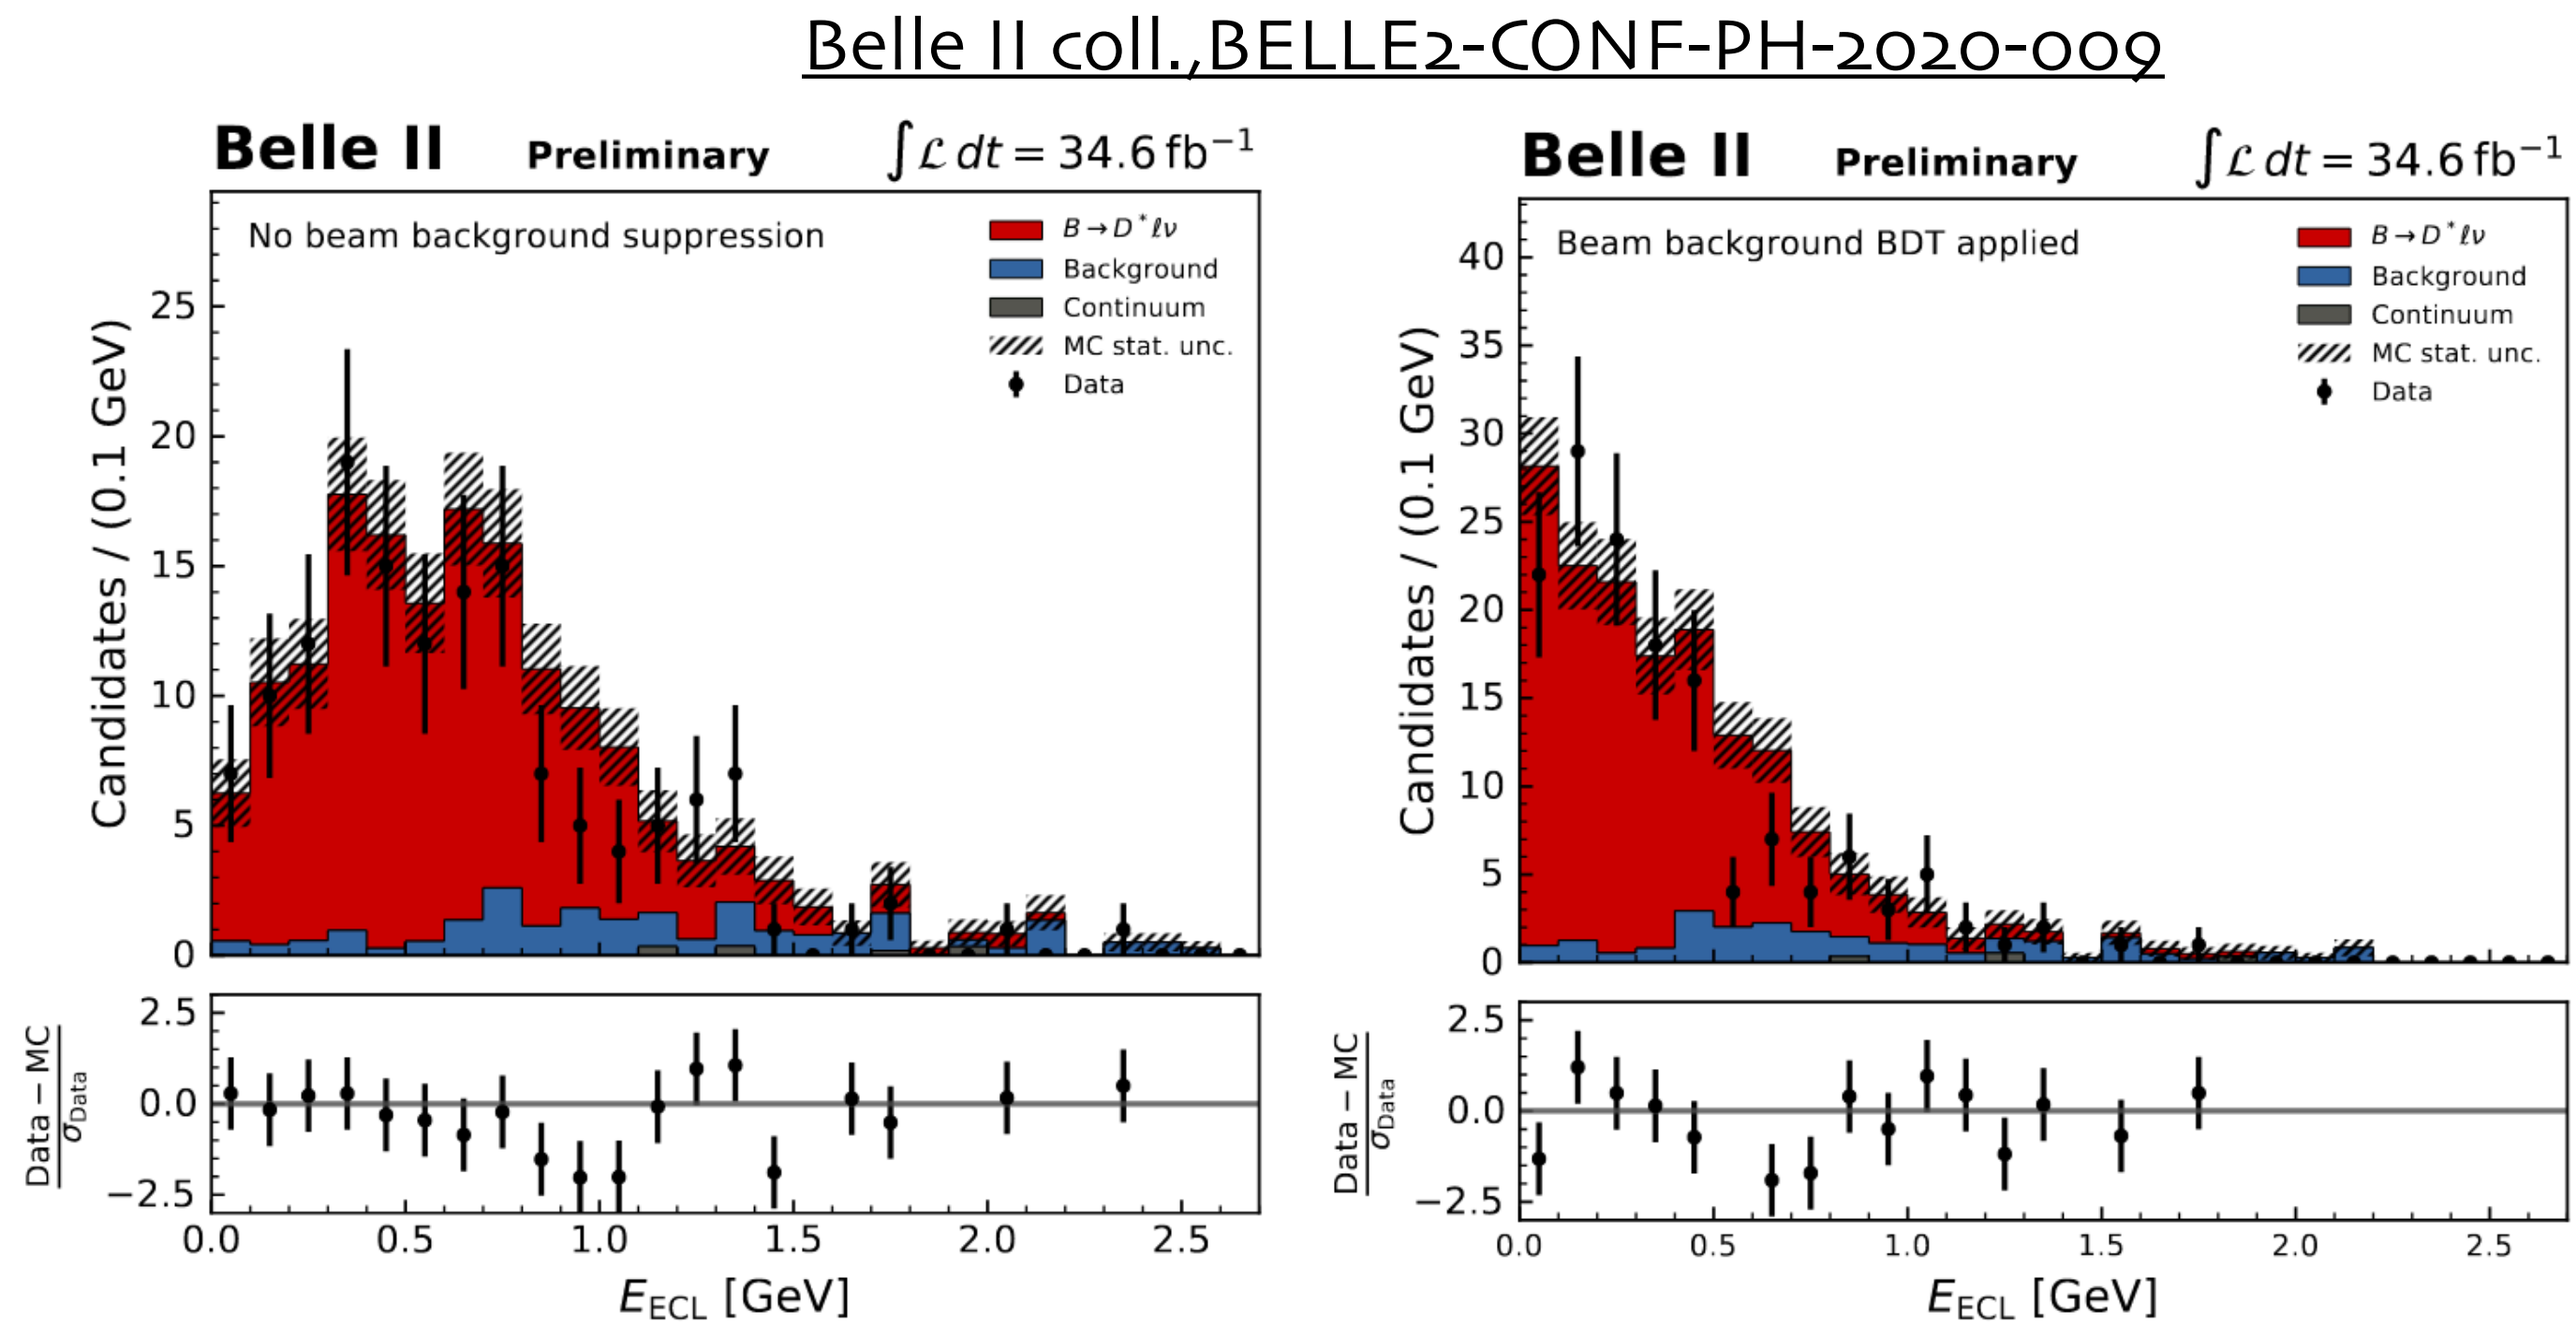 Belle II coll.,BELLE2-CONF-PH-2020-009
Belle II Preliminary ∫ℒ dt = 34.6 fb⁻¹
No beam background suppression
B → D*ℓν
Background
Continuum
MC stat. unc.
Data
Candidates / (0.1 GeV)
25
20
15
10
5
0
Data − MC
σData
2.5
0.0
−2.5
0.0 0.5 1.0 1.5 2.0 2.5
EECL [GeV]
Belle II Preliminary ∫ℒ dt = 34.6 fb⁻¹
Beam background BDT applied
B → D*ℓν
Background
Continuum
MC stat. unc.
Data
Candidates / (0.1 GeV)
40
35
30
25
20
15
10
5
0
Data − MC
σData
2.5
0.0
−2.5
0.0 0.5 1.0 1.5 2.0 2.5
EECL [GeV]